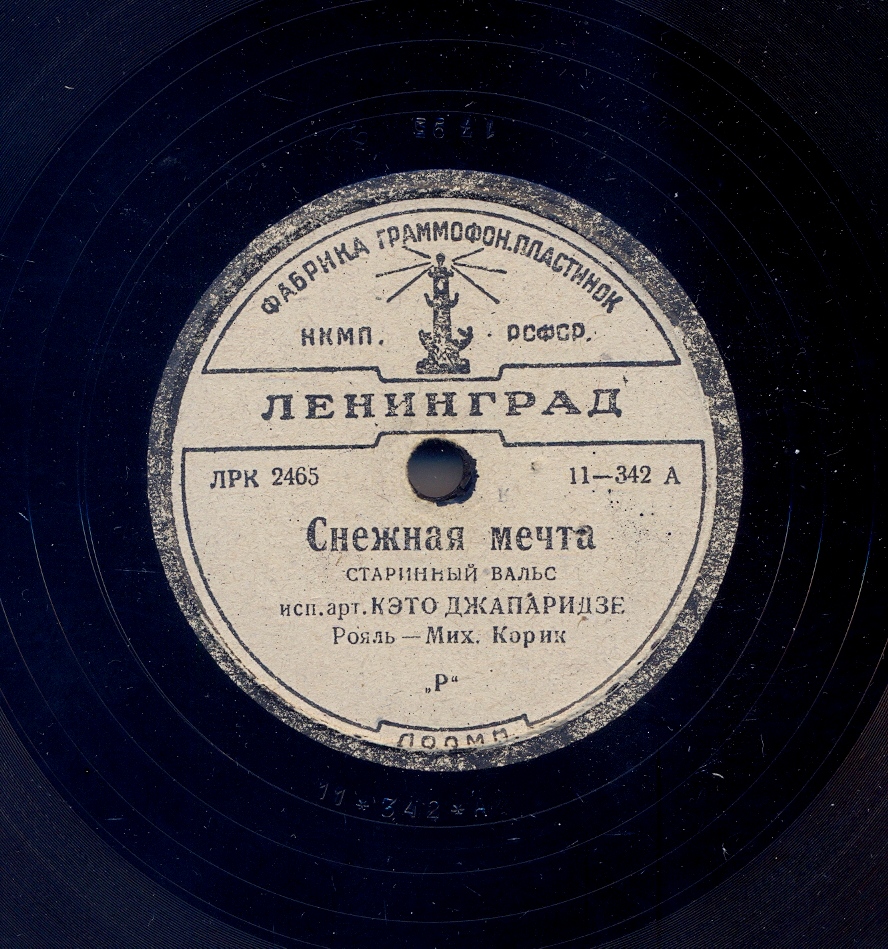 ФАБРИКА ГРАММОФОН.ПЛАСТИНОК
НКМП. РСФСР.
ЛЕНИНГРАД
ЛРК 2465 11—342 А
Снежная мечта
СТАРИННЫЙ ВАЛЬС
исп.арт. КЭТО ДЖАПАРИДЗЕ
Рояль — Мих. Корик
„Р“
11*342*